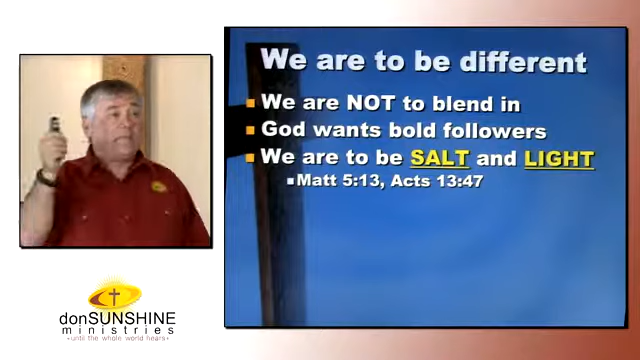 We are to be different
We are NOT to blend in
God wants bold followers
We are to be SALT and LIGHT
Matt 5:13, Acts 13:47
donSUNSHINE
ministries
-until the whole world hears-